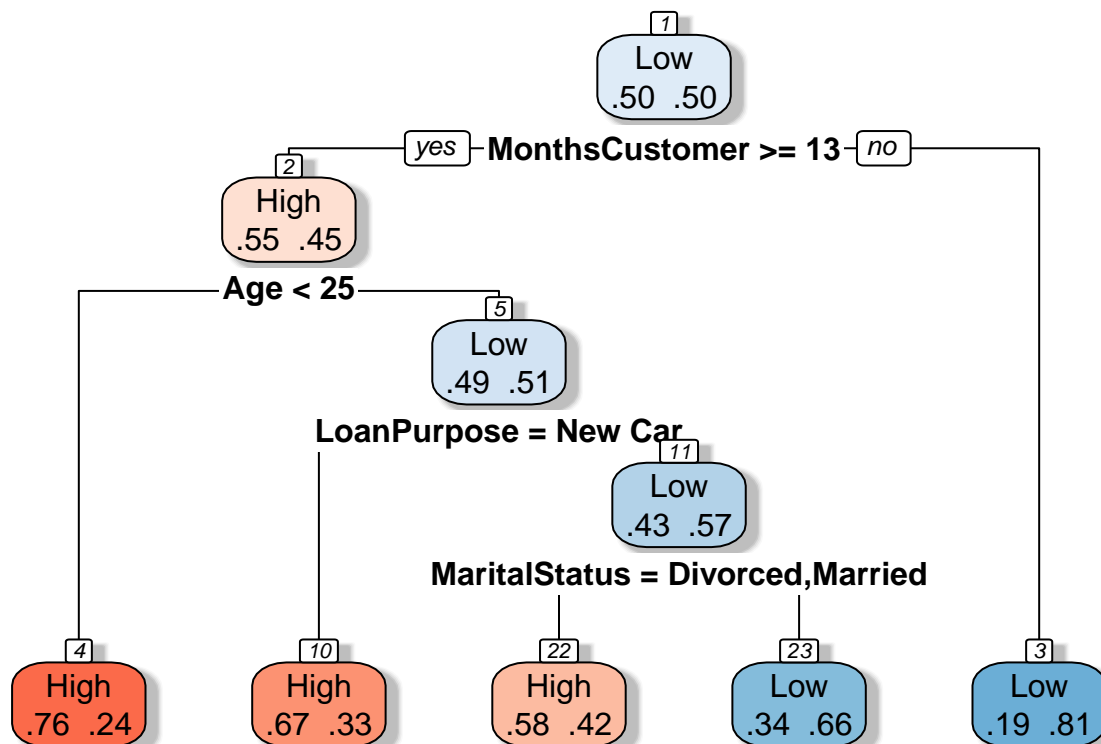 1
Low
.50 .50
yes MonthsCustomer >= 13 no
2
High
.55 .45
Age < 25
5
Low
.49 .51
LoanPurpose = New Car
11
Low
.43 .57
MaritalStatus = Divorced,Married
4
High
.76 .24
10
High
.67 .33
22
High
.58 .42
23
Low
.34 .66
3
Low
.19 .81